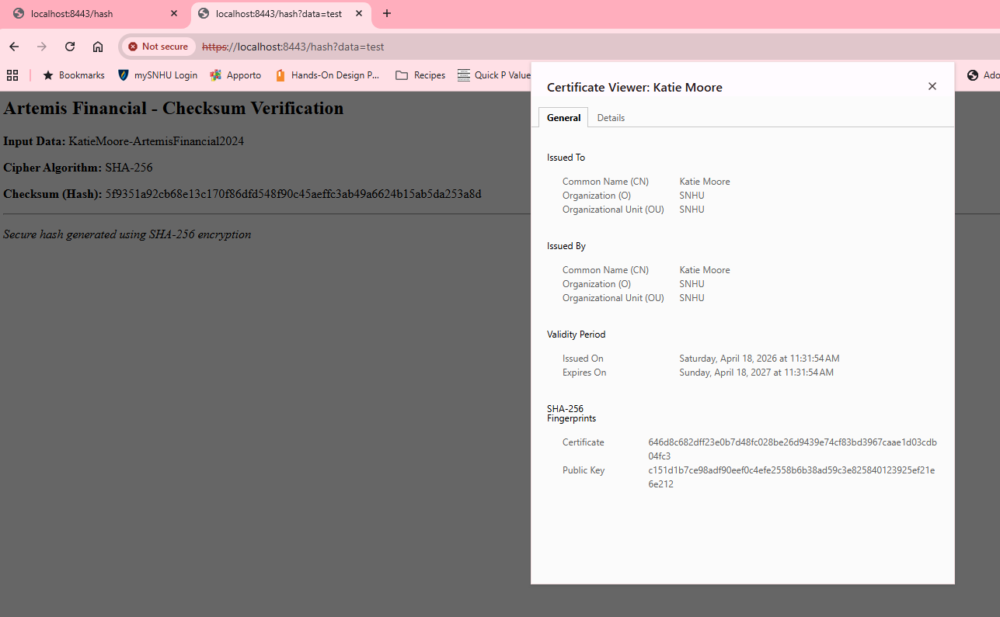 localhost:8443/hash
localhost:8443/hash?data=test
Not secure
https://localhost:8443/hash?data=test
Bookmarks
mySNHU Login
Apporto
Hands-On Design P...
Recipes
Quick P Value
Ado
Artemis Financial - Checksum Verification
Input Data: KatieMoore-ArtemisFinancial2024
Cipher Algorithm: SHA-256
Checksum (Hash): 5f9351a92cb68e13c170f86dfd548f90c45aeffc3ab49a6624b15ab5da253a8d
Secure hash generated using SHA-256 encryption
Certificate Viewer: Katie Moore
General
Details
Issued To
Common Name (CN) Katie Moore
Organization (O) SNHU
Organizational Unit (OU) SNHU
Issued By
Common Name (CN) Katie Moore
Organization (O) SNHU
Organizational Unit (OU) SNHU
Validity Period
Issued On Saturday, April 18, 2026 at 11:31:54 AM
Expires On Sunday, April 18, 2027 at 11:31:54 AM
SHA-256
Fingerprints
Certificate 646d8c682dff23e0b7d48fc028be26d9439e74cf83bd3967caae1d03cdb
04fc3
Public Key c151d1b7ce98adf90eef0c4efe2558b6b38ad59c3e825840123925ef21e
6e212